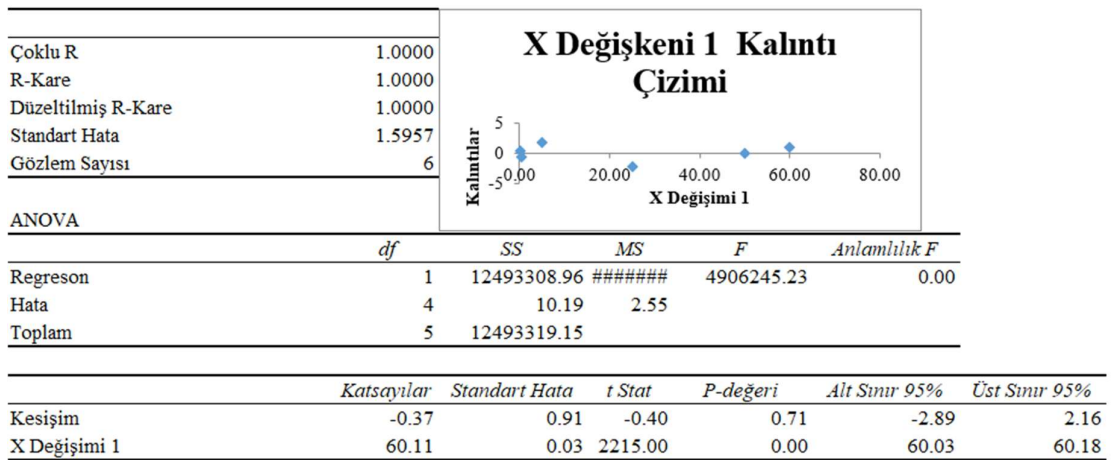 Çoklu R 1.0000
R-Kare 1.0000
Düzeltilmiş R-Kare 1.0000
Standart Hata 1.5957
Gözlem Sayısı 6
X Değişkeni 1 Kalıntı
Çizimi
Kalıntılar
5
0
-5
0.00 20.00 40.00 60.00 80.00
X Değişimi 1
ANOVA
df SS MS F Anlamlılık F
Regreson 1 12493308.96 ####### 4906245.23 0.00
Hata 4 10.19 2.55
Toplam 5 12493319.15
Katsayılar Standart Hata t Stat P-değeri Alt Sınır 95% Üst Sınır 95%
Kesişim -0.37 0.91 -0.40 0.71 -2.89 2.16
X Değişimi 1 60.11 0.03 2215.00 0.00 60.03 60.18